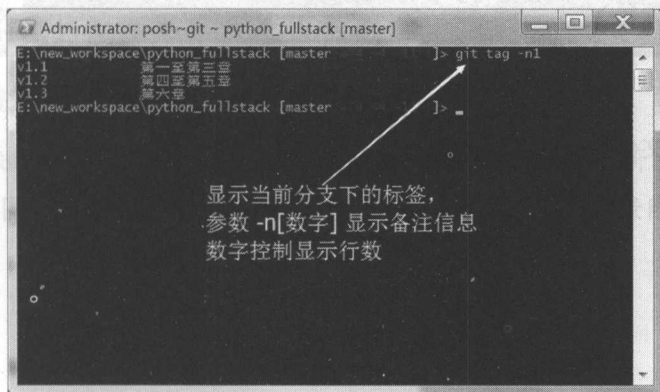 Administrator: posh~git ~ python_fullstack [master]
E:\new_workspace\python_fullstack [master ]> git tag -n1
v1.1 第一至第三章
v1.2 第四至第五章
v1.3 第六章
E:\new_workspace\python_fullstack [master ]>
显示当前分支下的标签,
参数 -n[数字] 显示备注信息
数字控制显示行数